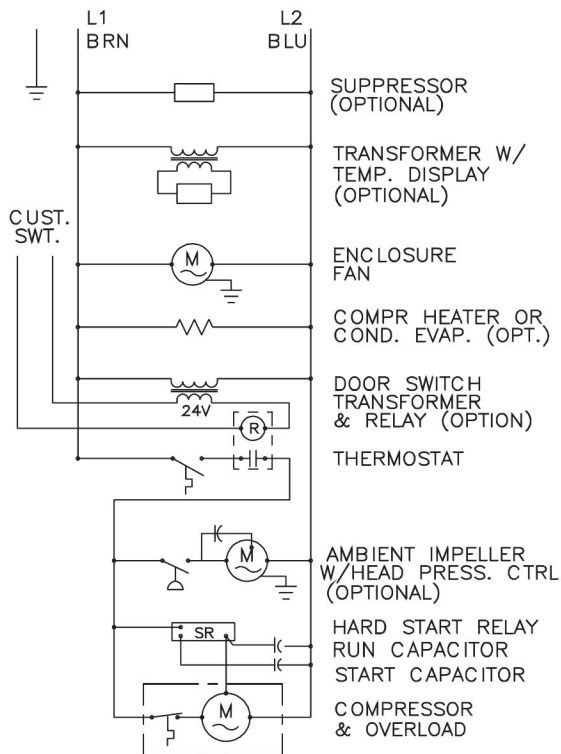 L1
BRN
L2
BLU
SUPPRESSOR
(OPTIONAL)
TRANSFORMER W/
TEMP. DISPLAY
(OPTIONAL)
CUST.
SWT.
M
ENCLOSURE
FAN
COMPR HEATER OR
COND. EVAP. (OPT.)
24V
DOOR SWITCH
TRANSFORMER
& RELAY (OPTION)
R
THERMOSTAT
M
AMBIENT IMPELLER
W/HEAD PRESS. CTRL
(OPTIONAL)
SR
HARD START RELAY
RUN CAPACITOR
START CAPACITOR
M
COMPRESSOR
& OVERLOAD